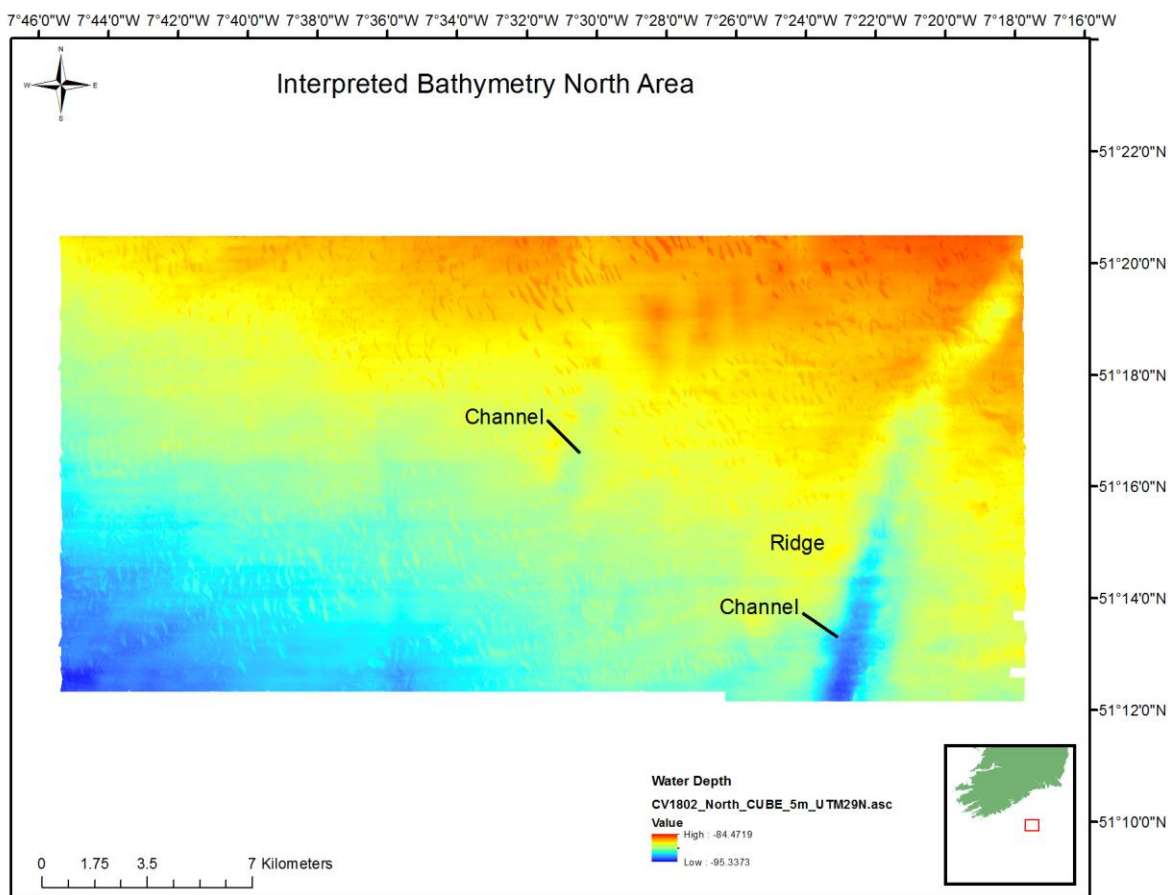 7°46'0"W 7°44'0"W 7°42'0"W 7°40'0"W 7°38'0"W 7°36'0"W 7°34'0"W 7°32'0"W 7°30'0"W 7°28'0"W 7°26'0"W 7°24'0"W 7°22'0"W 7°20'0"W 7°18'0"W 7°16'0"W
N
W E
S
Interpreted Bathymetry North Area
51°22'0"N
51°20'0"N
51°18'0"N
Channel
51°16'0"N
Ridge
51°14'0"N
Channel
51°12'0"N
Water Depth
CV1802_North_CUBE_5m_UTM29N.asc
Value
High : -84.4719
Low : -95.3373
51°10'0"N
0 1.75 3.5 7 Kilometers